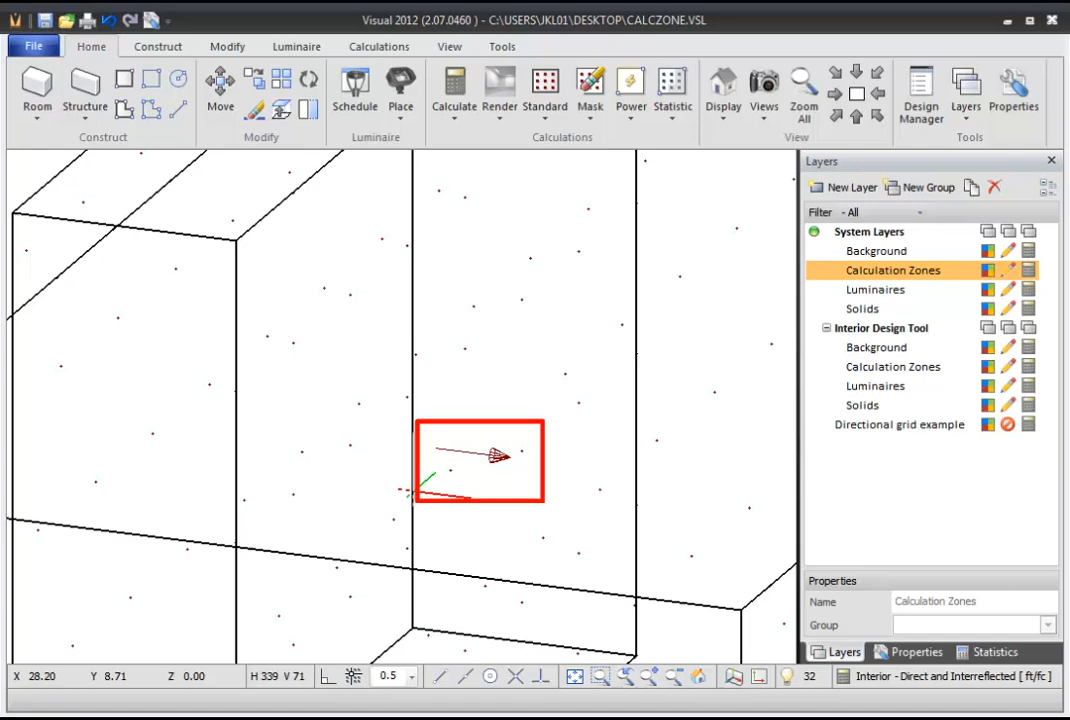 Visual 2012 (2.07.0460) - C:\USERS\JKL01\DESKTOP\CALCZONE.VSL
File Home Construct Modify Luminaire Calculations View Tools
Room Structure Move Schedule Place Calculate Render Standard Mask Power Statistic Display Views Zoom All Design Manager Layers Properties
Construct Modify Luminaire Calculations View Tools
Layers
New Layer New Group
Filter - All
System Layers
Background
Calculation Zones
Luminaires
Solids
Interior Design Tool
Background
Calculation Zones
Luminaires
Solids
Directional grid example
Properties
Name Calculation Zones
Group
Layers Properties Statistics
X 28.20 Y 8.71 Z 0.00 H 339 V 71 0.5 32 Interior - Direct and Interreflected [ ft/fc ]